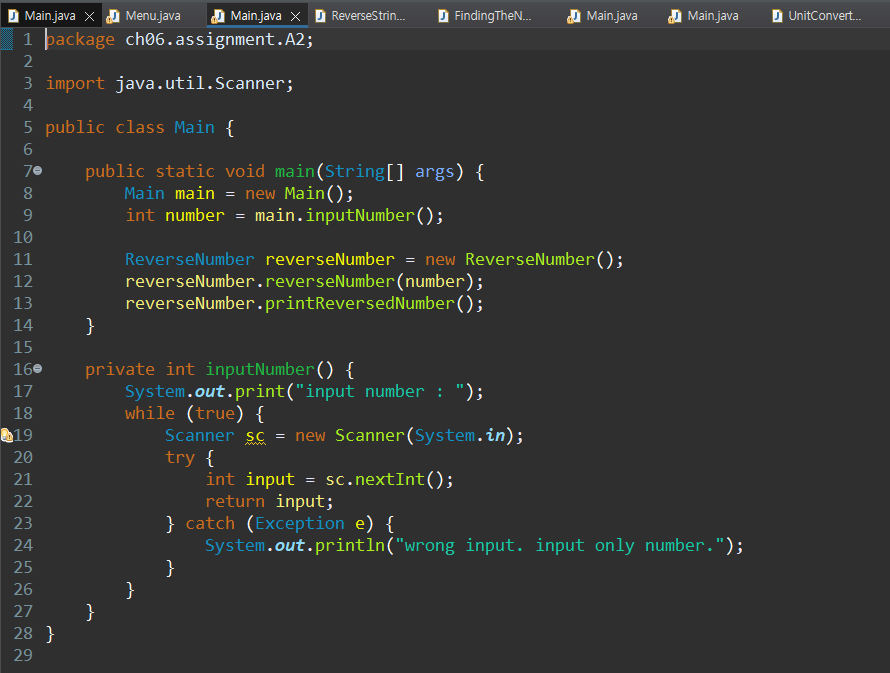 Main.java Menu.java Main.java ReverseStrin... FindingTheN... Main.java Main.java UnitConvert...
1 package ch06.assignment.A2;
2
3 import java.util.Scanner;
4
5 public class Main {
6
7 public static void main(String[] args) {
8 Main main = new Main();
9 int number = main.inputNumber();
10
11 ReverseNumber reverseNumber = new ReverseNumber();
12 reverseNumber.reverseNumber(number);
13 reverseNumber.printReversedNumber();
14 }
15
16 private int inputNumber() {
17 System.out.print("input number : ");
18 while (true) {
19 Scanner sc = new Scanner(System.in);
20 try {
21 int input = sc.nextInt();
22 return input;
23 } catch (Exception e) {
24 System.out.println("wrong input. input only number.");
25 }
26 }
27 }
28 }
29